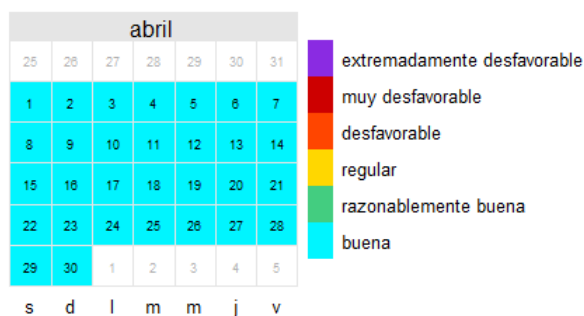 abril
25 26 27 28 29 30 31
1 2 3 4 5 6 7
8 9 10 11 12 13 14
15 16 17 18 19 20 21
22 23 24 25 26 27 28
29 30 1 2 3 4 5
s d l m m j v
extremadamente desfavorable
muy desfavorable
desfavorable
regular
razonablemente buena
buena